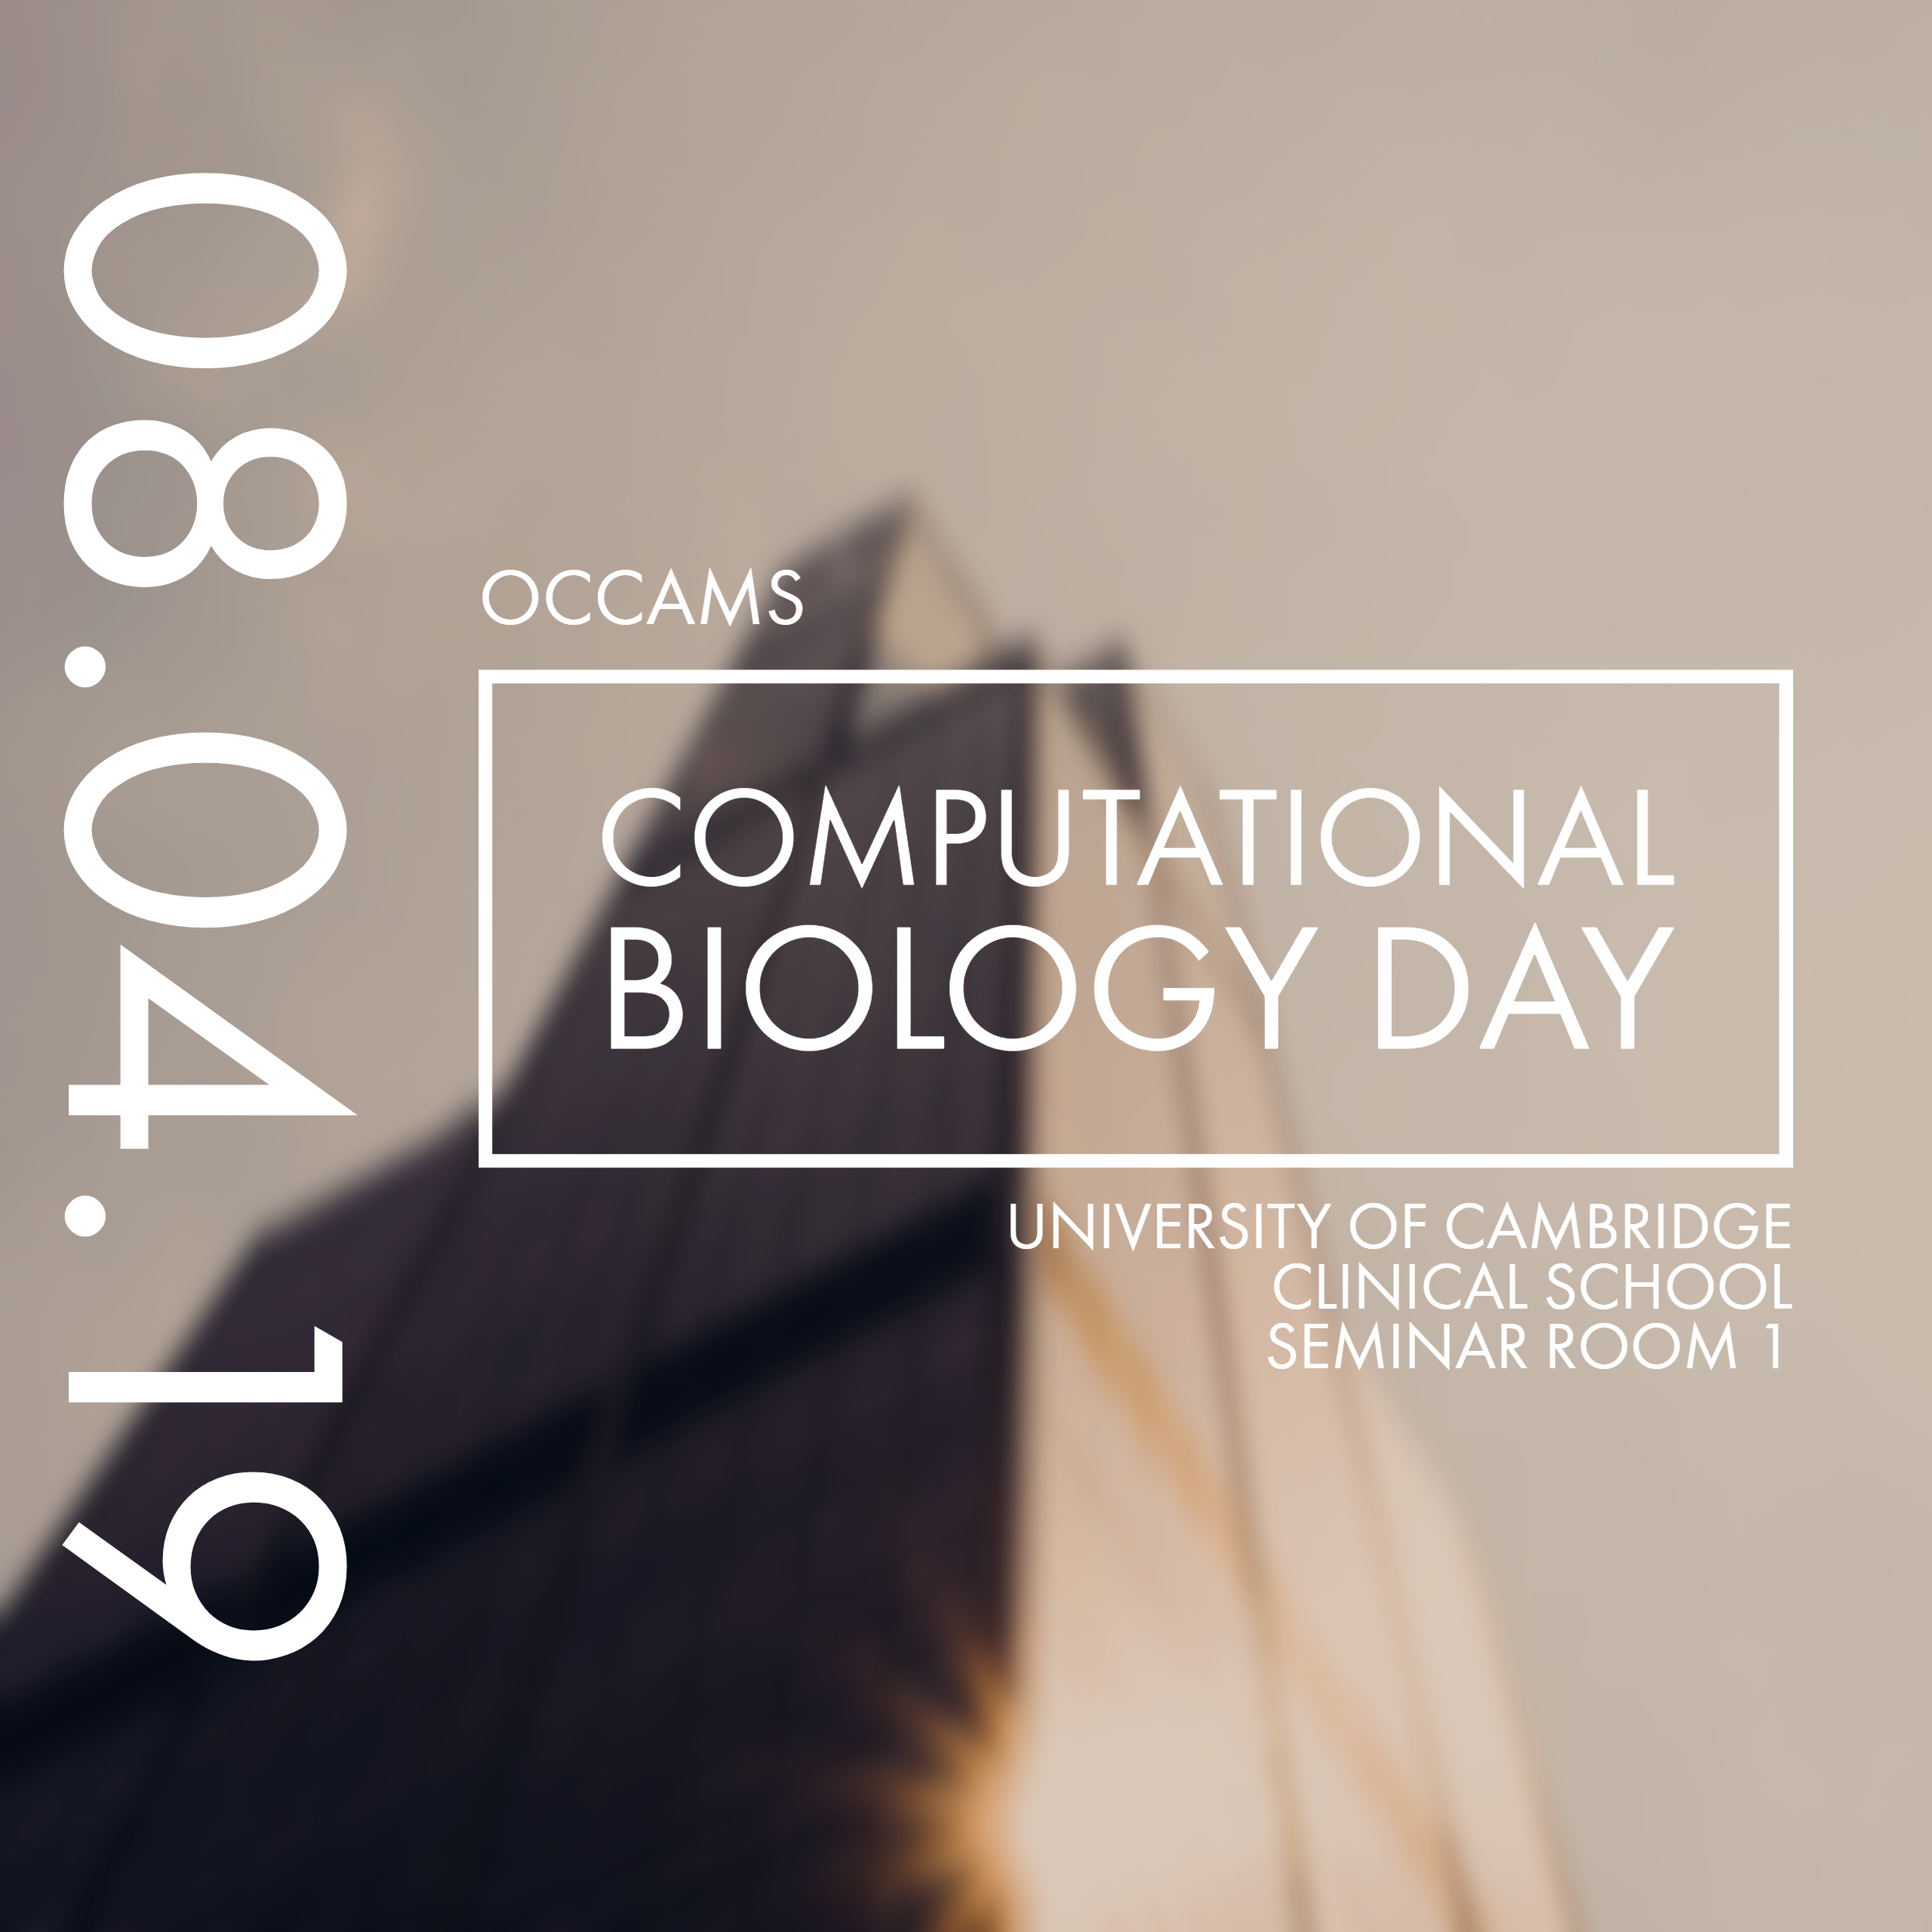 08.04.19
OCCAMS
COMPUTATIONAL
BIOLOGY DAY
UNIVERSITY OF CAMBRIDGE
CLINICAL SCHOOL
SEMINAR ROOM 1